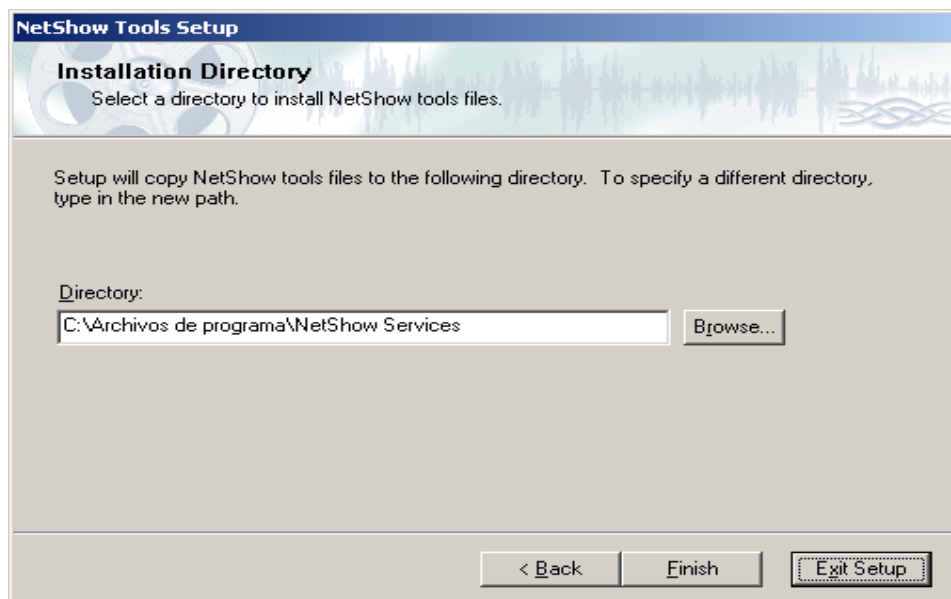 NetShow Tools Setup
Installation Directory
Select a directory to install NetShow tools files.
Setup will copy NetShow tools files to the following directory.  To specify a different directory,
type in the new path.
Directory:
C:\Archivos de programa\NetShow Services
Browse...
< Back
Finish
Exit Setup